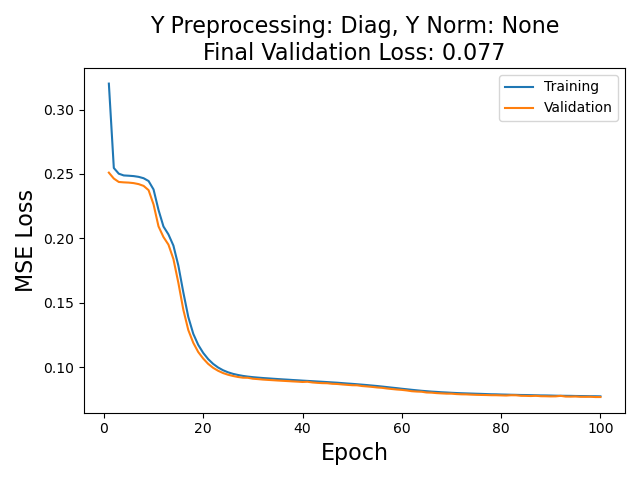 Y Preprocessing: Diag, Y Norm: None
Final Validation Loss: 0.077
Training
Validation
0.30
0.25
0.20
0.15
0.10
MSE Loss
0
20
40
60
80
100
Epoch